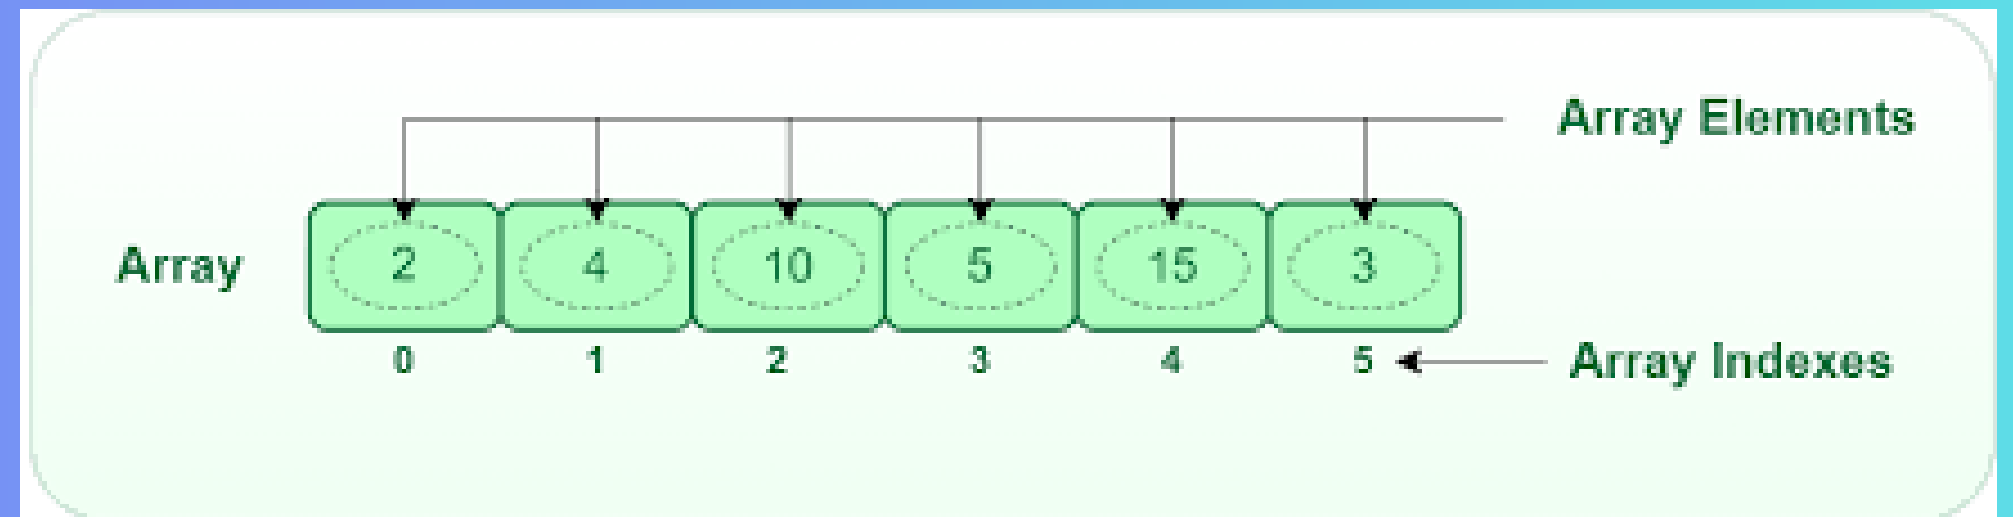 Array Elements
Array 2 4 10 5 15 3
0 1 2 3 4 5 Array Indexes